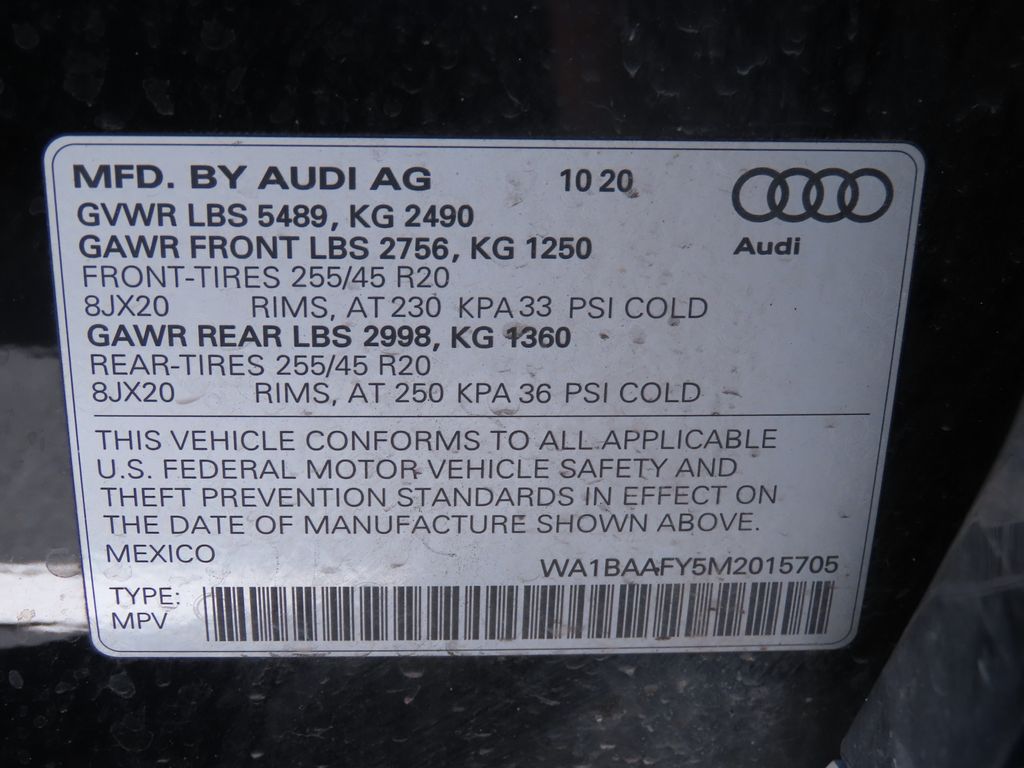 MFD. BY AUDI AG 10 20
GVWR LBS 5489, KG 2490
GAWR FRONT LBS 2756, KG 1250
Audi
FRONT-TIRES 255/45 R20
8JX20 RIMS, AT 230 KPA 33 PSI COLD
GAWR REAR LBS 2998, KG 1360
REAR-TIRES 255/45 R20
8JX20 RIMS, AT 250 KPA 36 PSI COLD
THIS VEHICLE CONFORMS TO ALL APPLICABLE
U.S. FEDERAL MOTOR VEHICLE SAFETY AND
THEFT PREVENTION STANDARDS IN EFFECT ON
THE DATE OF MANUFACTURE SHOWN ABOVE.
MEXICO WA1BAAFY5M2015705
TYPE:
MPV